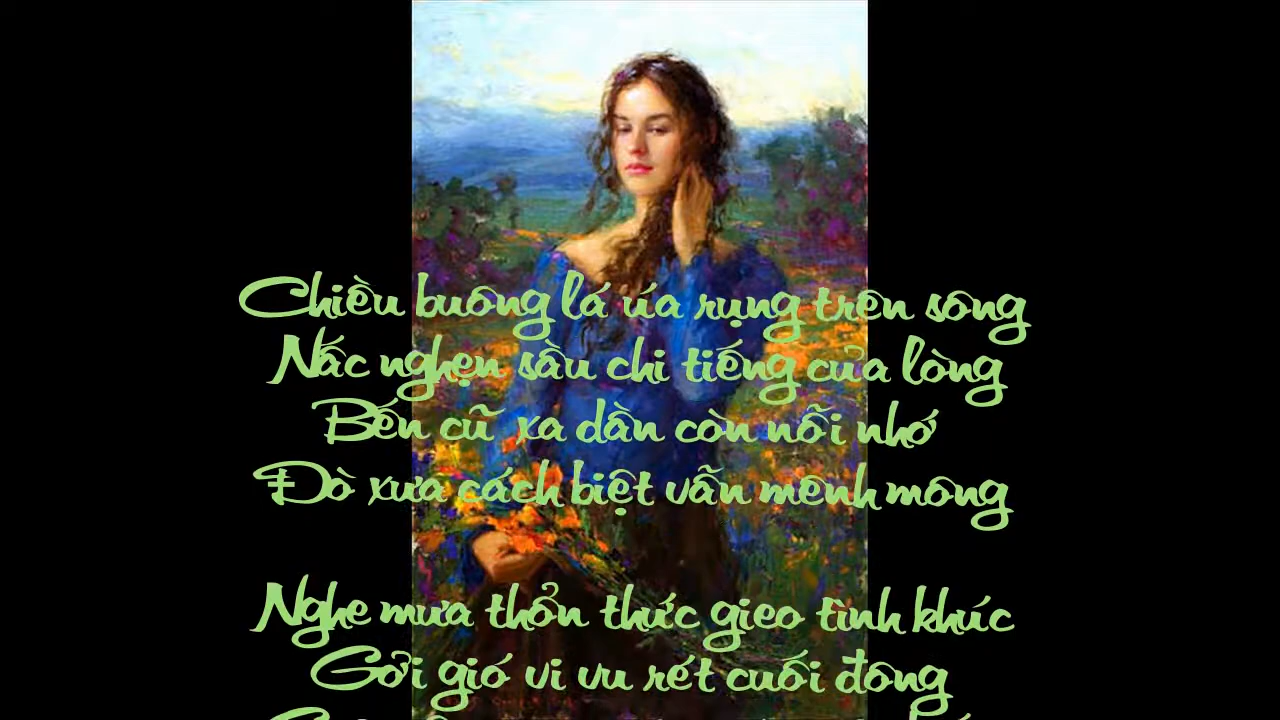 Chiều buông lá úa rụng trên sông
Nấc nghẹn sầu chi tiếng của lòng
Bến cũ xa dần còn nỗi nhớ
Đò xưa cách biệt vẫn mênh mông
Nghe mưa thổn thức gieo tình khúc
Gởi gió vi vu rét cuối đông